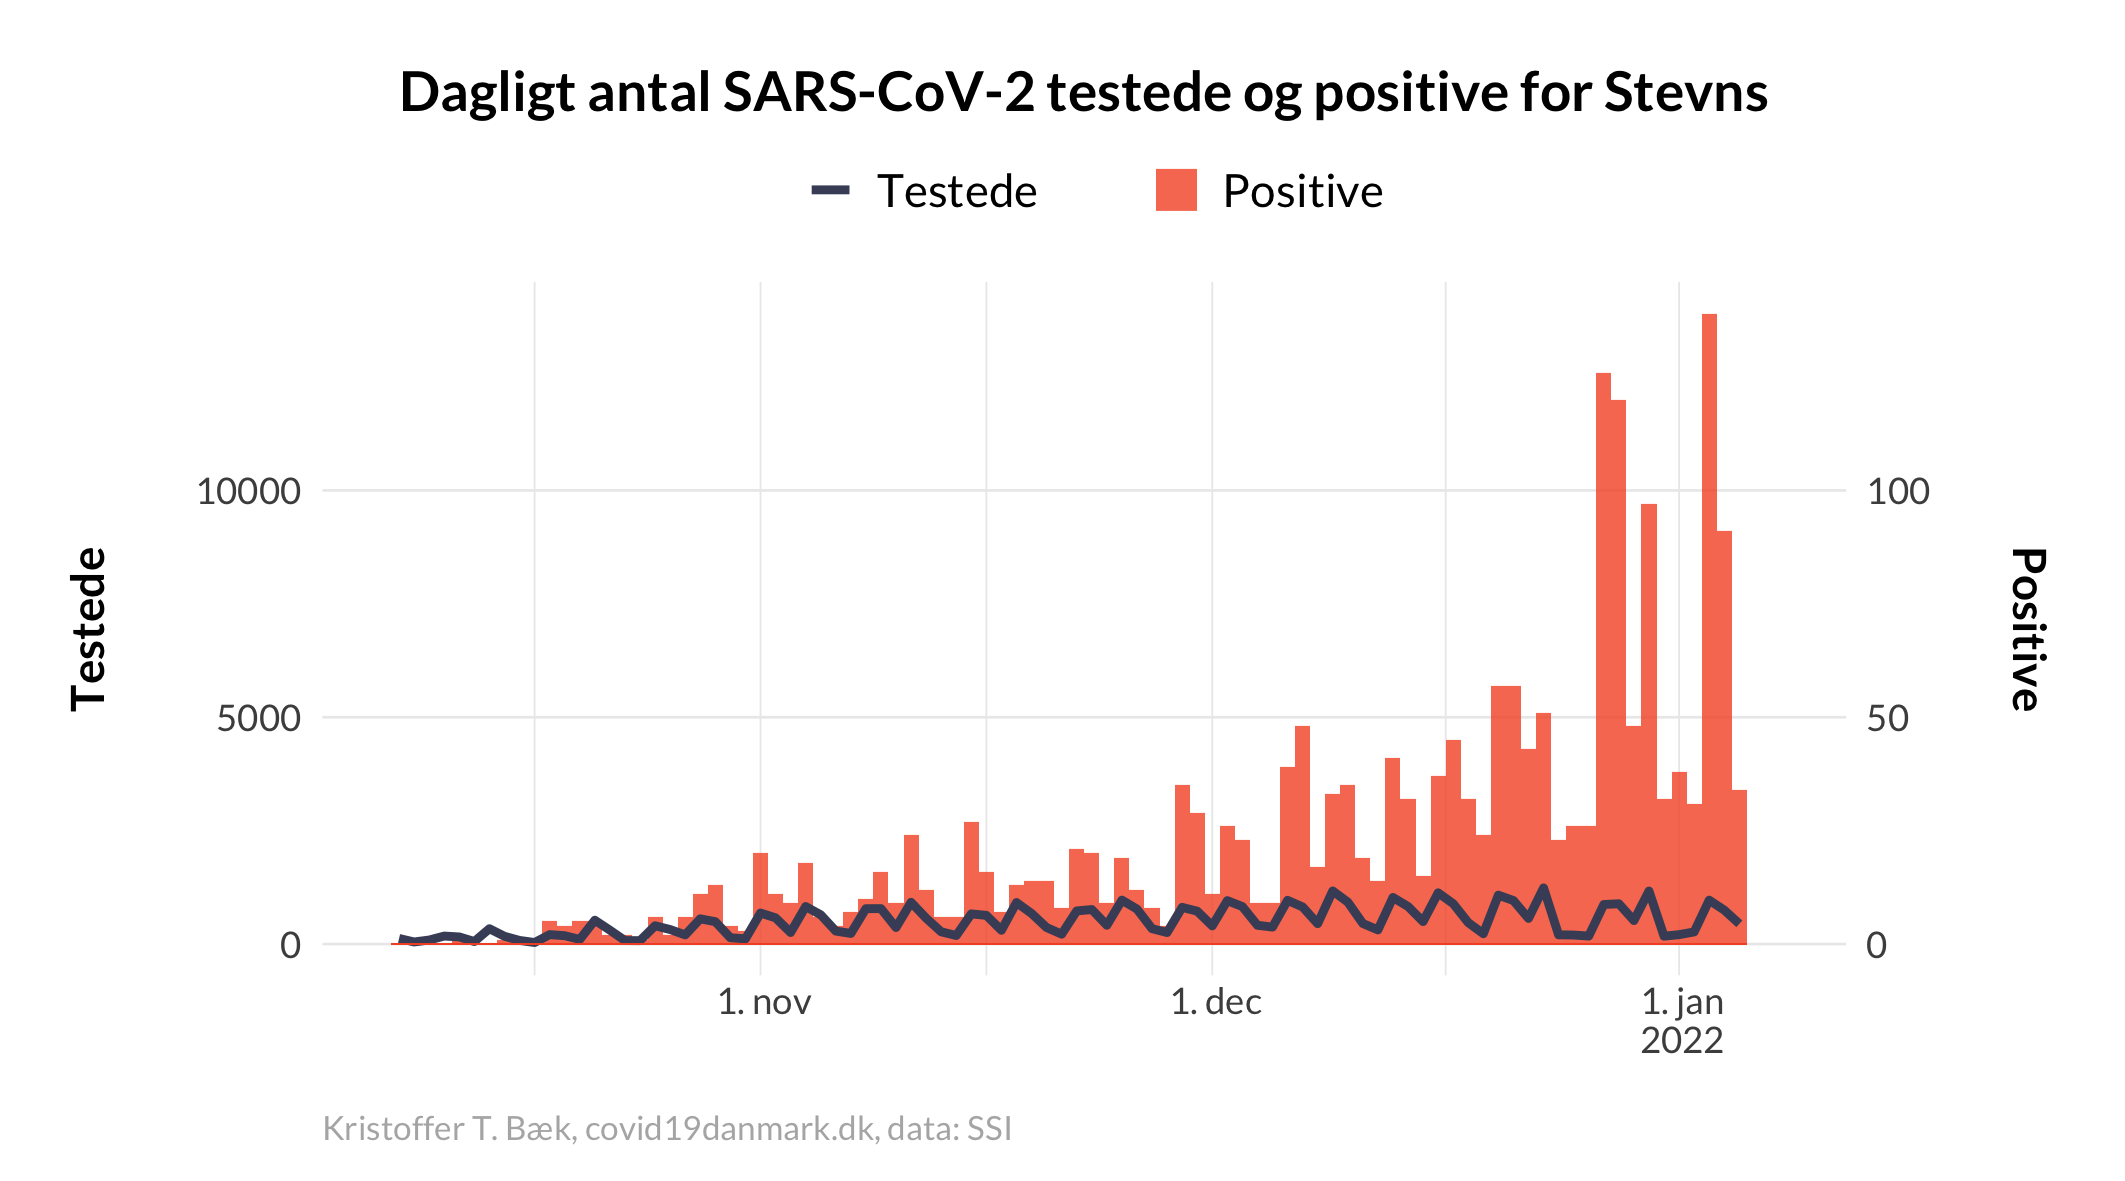 Dagligt antal SARS-CoV-2 testede og positive for Stevns
Testede
Positive
10000
5000
0
Testede
100
50
0
Positive
1. nov
1. dec
1. jan
2022
Kristoffer T. Bæk, covid19danmark.dk, data: SSI